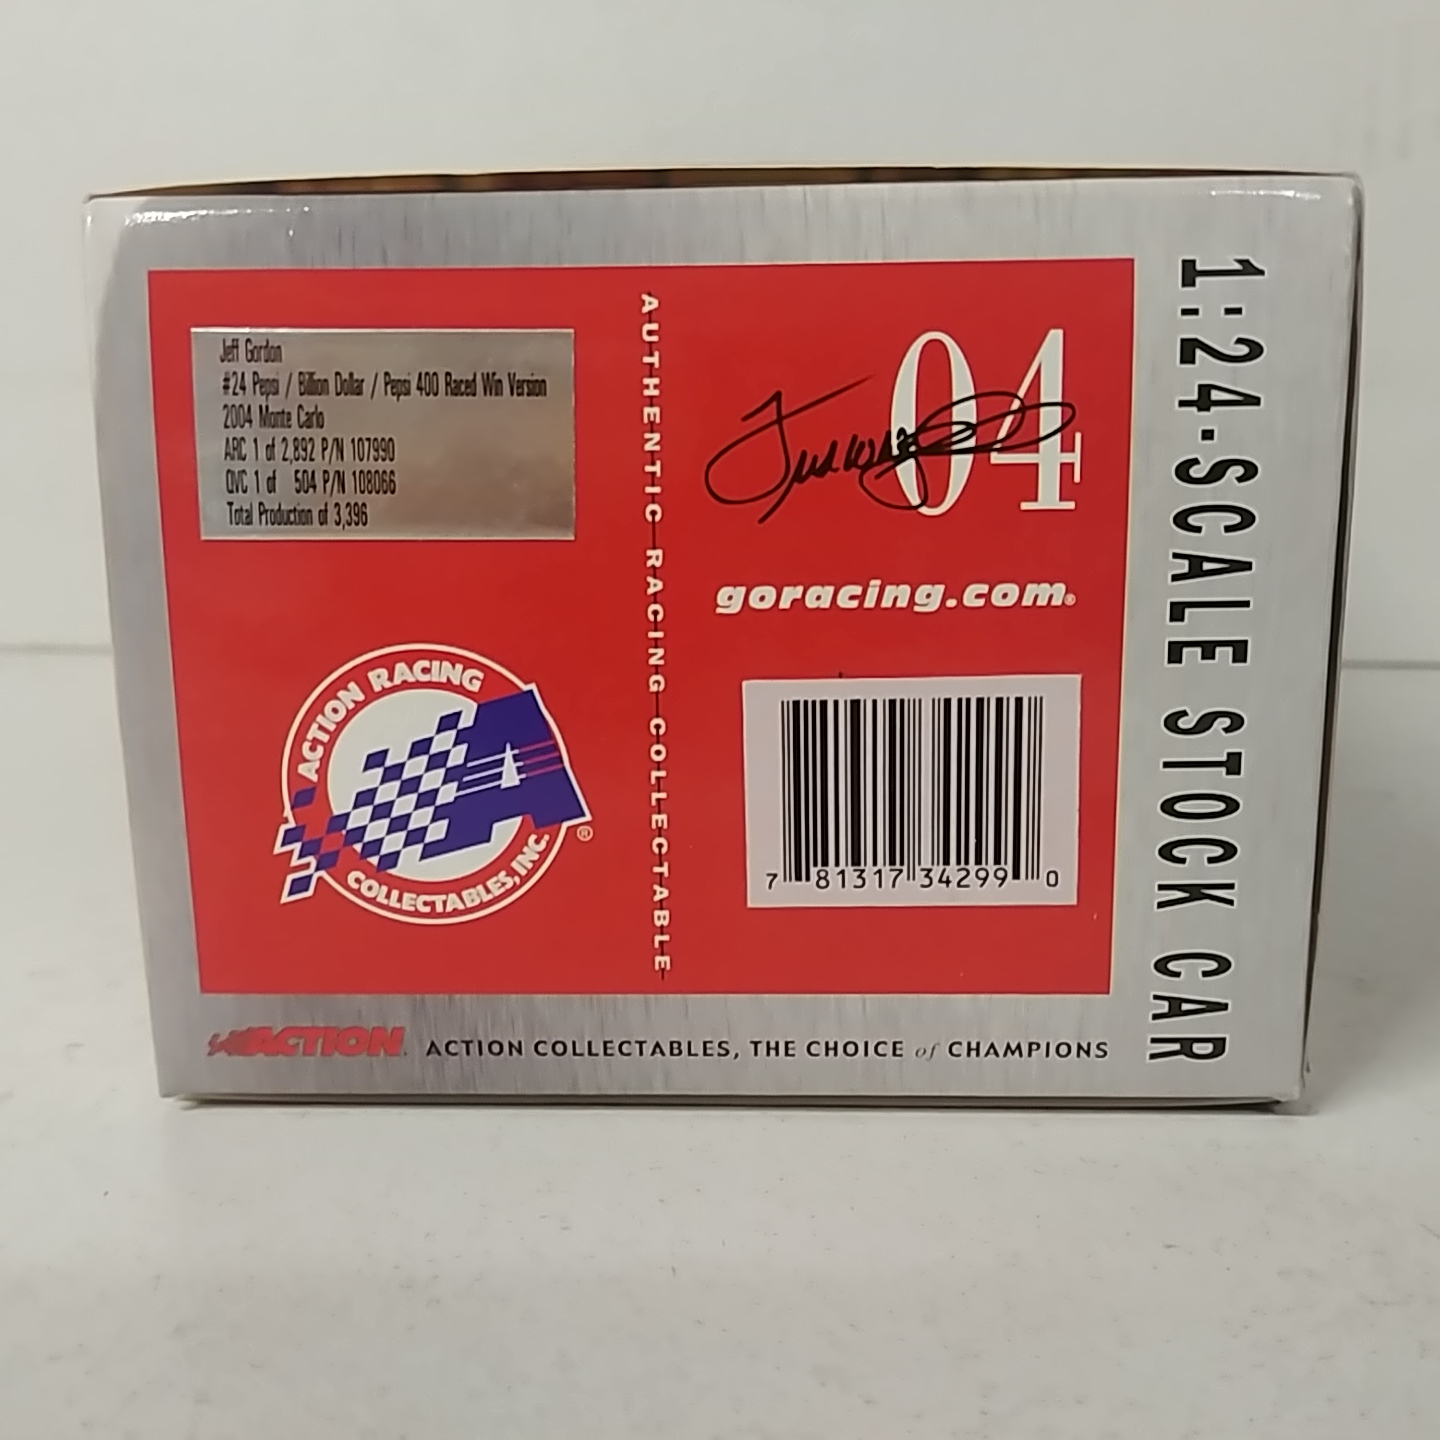 Jeff Gordon
#24 Pepsi / Billion Dollar / Pepsi 400 Raced Win Version
2004 Monte Carlo
ARC 1 of 2,892 P/N 107990
QVC 1 of 504 P/N 108066
Total Production of 3,396
ACTION RACING
COLLECTABLES, INC.
®
AUTHENTIC RACING COLLECTABLE
04
goracing.com®
7 81317 34299 0
1:24-SCALE STOCK CAR
ACTION. ACTION COLLECTABLES, THE CHOICE of CHAMPIONS